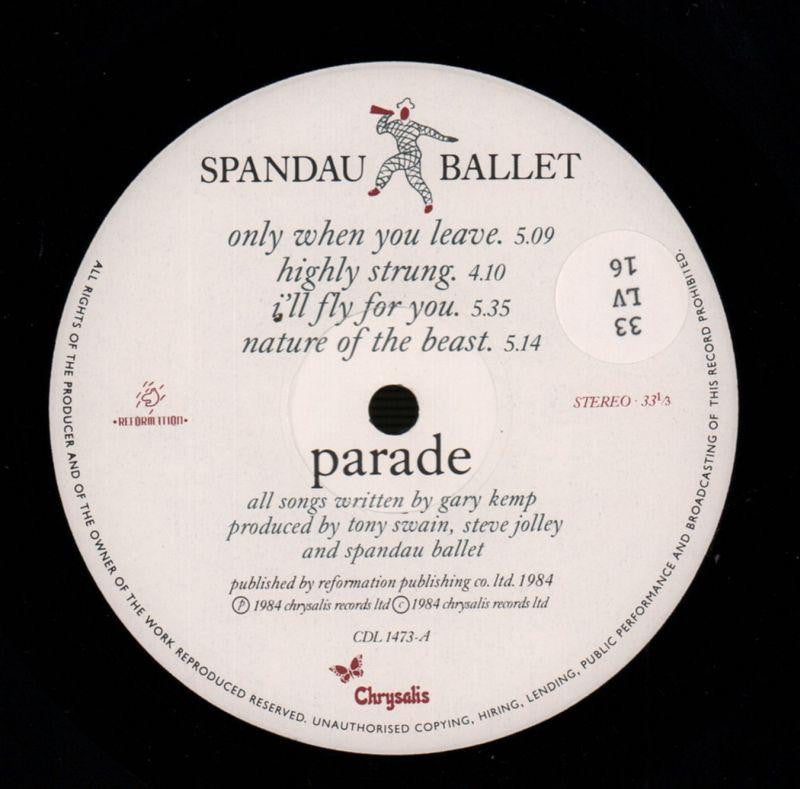 SPANDAU BALLET
only when you leave. 5.09
highly strung. 4.10
i'll fly for you. 5.35
nature of the beast. 5.14
33
LV
16
·REFORMATION·
STEREO · 33 1/3
parade
all songs written by gary kemp
produced by tony swain, steve jolley
and spandau ballet
published by reformation publishing co. ltd. 1984
℗ 1984 chrysalis records ltd © 1984 chrysalis records ltd
CDL 1473-A
Chrysalis
ALL RIGHTS OF THE PRODUCER AND OF THE OWNER OF THE WORK REPRODUCED RESERVED. UNAUTHORISED COPYING, HIRING, LENDING, PUBLIC PERFORMANCE AND BROADCASTING OF THIS RECORD PROHIBITED.